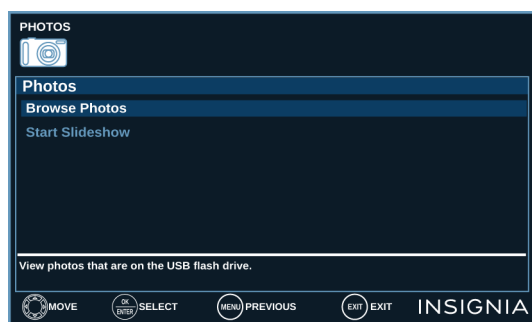 PHOTOS
Photos
Browse Photos
Start Slideshow
View photos that are on the USB flash drive.
MOVE OK ENTER SELECT MENU PREVIOUS EXIT EXIT INSIGNIA